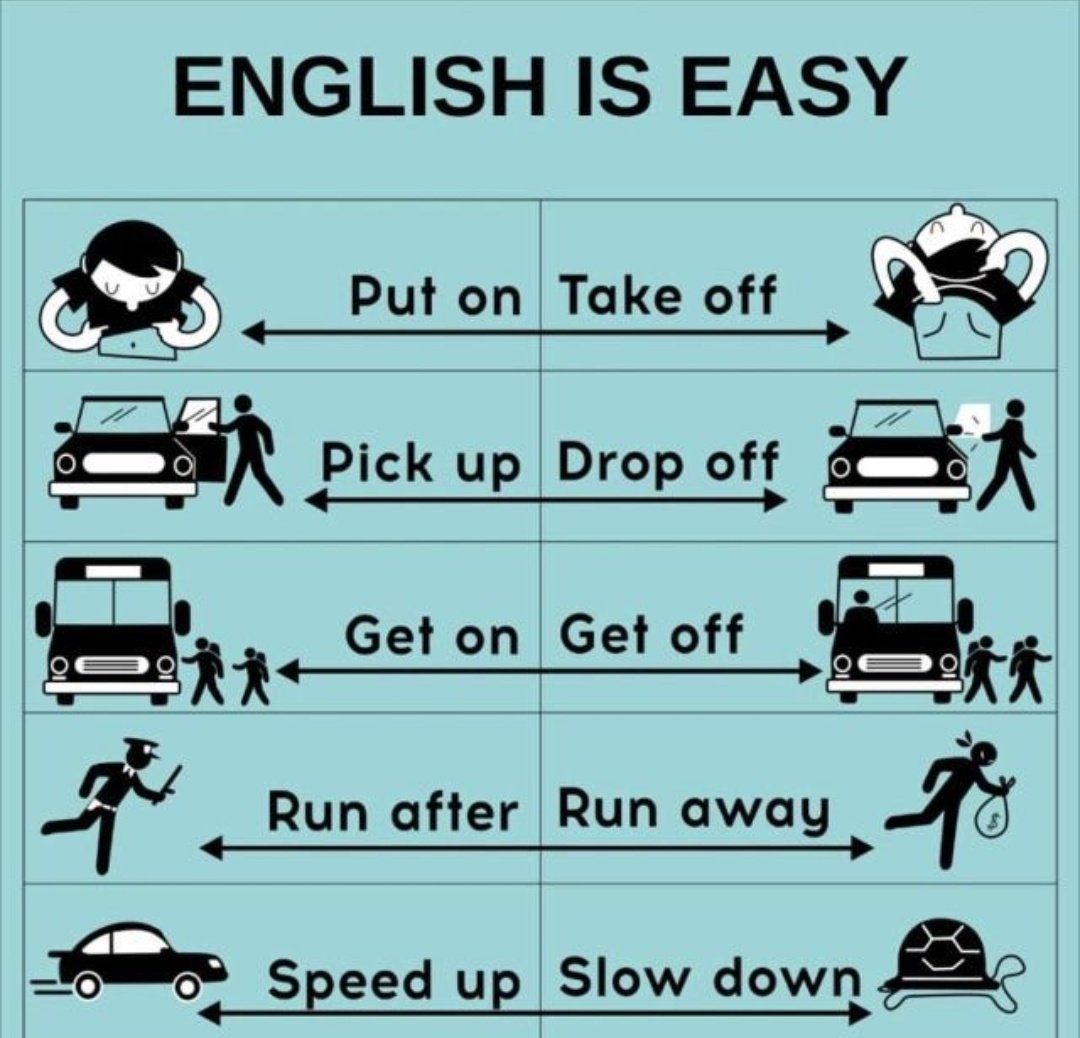 ENGLISH IS EASY
Put on Take off
Pick up Drop off
Get on Get off
Run after Run away
Speed up Slow down